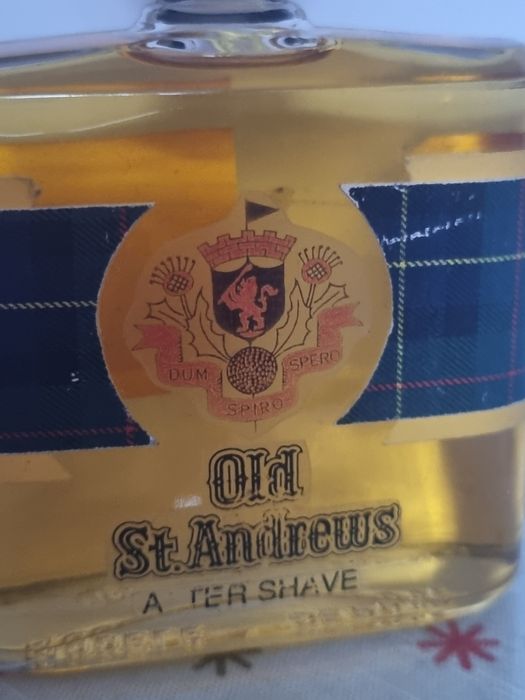 DUM SPIRO SPERO
Old
St. Andrews
A TER SHAVE